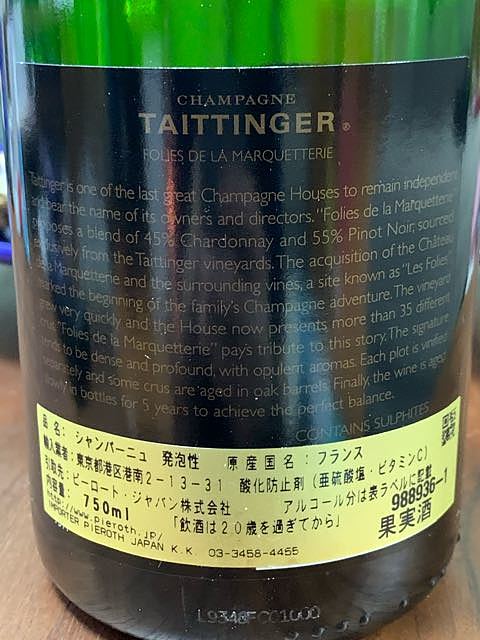 CHAMPAGNE
TAITTINGER®
FOLIES DE LA MARQUETTERIE
Taittinger is one of the last great Champagne Houses to remain independent
and bear the name of its owners and directors. "Folies de la Marquetterie
proposes a blend of 45% Chardonnay and 55% Pinot Noir, sourced
exclusively from the Taittinger vineyards. The acquisition of the Château
de la Marquetterie and the surrounding vines, a site known as "Les Folies"
marked the beginning of the family's Champagne adventure. The vineyard
grew very quickly and the House now presents more than 35 different
crus. "Folies de la Marquetterie" pays tribute to this story. The signature
tends to be dense and profound, with opulent aromas. Each plot is vinified
separately and some crus are aged in oak barrels. Finally, the wine is aged
slowly in bottles for 5 years to achieve the perfect balance.
CONTAINS SULPHITES
品名: シャンパーニュ 発泡性 原産国名:フランス
輸入業者:東京都港区港南2-13-31 酸化防止剤(亜硫酸塩・ビタミンC)
引取先:ピーロート・ジャパン株式会社 アルコール分は表ラベルに記載
内容量: 750ml 「飲酒は20歳を過ぎてから」 988936-1
http://www.pieroth.jp/ 果実酒
IMPORTER PIEROTH JAPAN K.K. 03-3458-4455
L9348FC01000